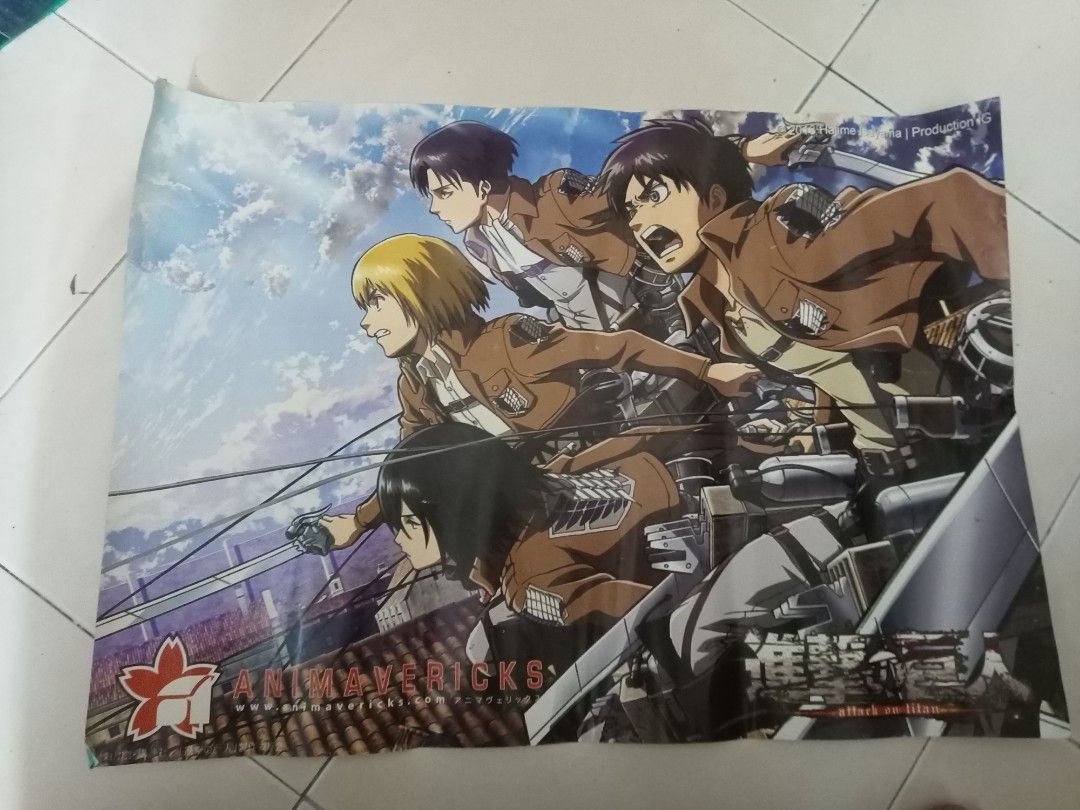 Hajime Isayama | Production IG
ANIMAVERICKS
www.animavericks.com アニマヴェリックス
進撃の巨人
attack on titan